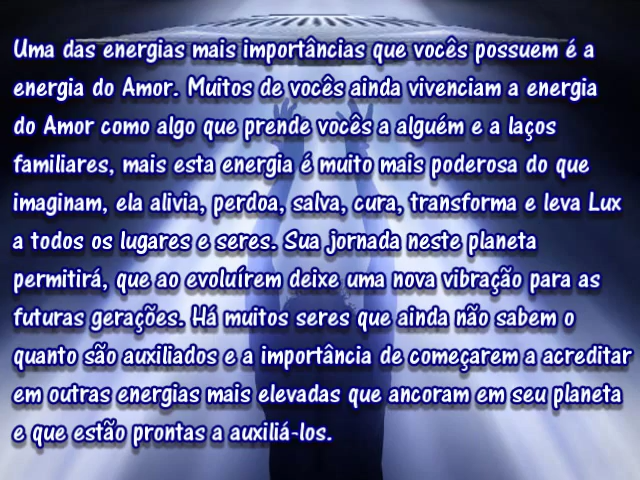 Uma das energias mais importâncias que vocês possuem é a
energia do Amor. Muitos de vocês ainda vivenciam a energia
do Amor como algo que prende vocês a alguém e a laços
familiares, mais esta energia é muito mais poderosa do que
imaginam, ela alivia, perdoa, salva, cura, transforma e leva Lux
a todos os lugares e seres. Sua jornada neste planeta
permitirá, que ao evoluírem deixe uma nova vibração para as
futuras gerações. Há muitos seres que ainda não sabem o
quanto são auxiliados e a importância de começarem a acreditar
em outras energias mais elevadas que ancoram em seu planeta
e que estão prontas a auxiliá-los.